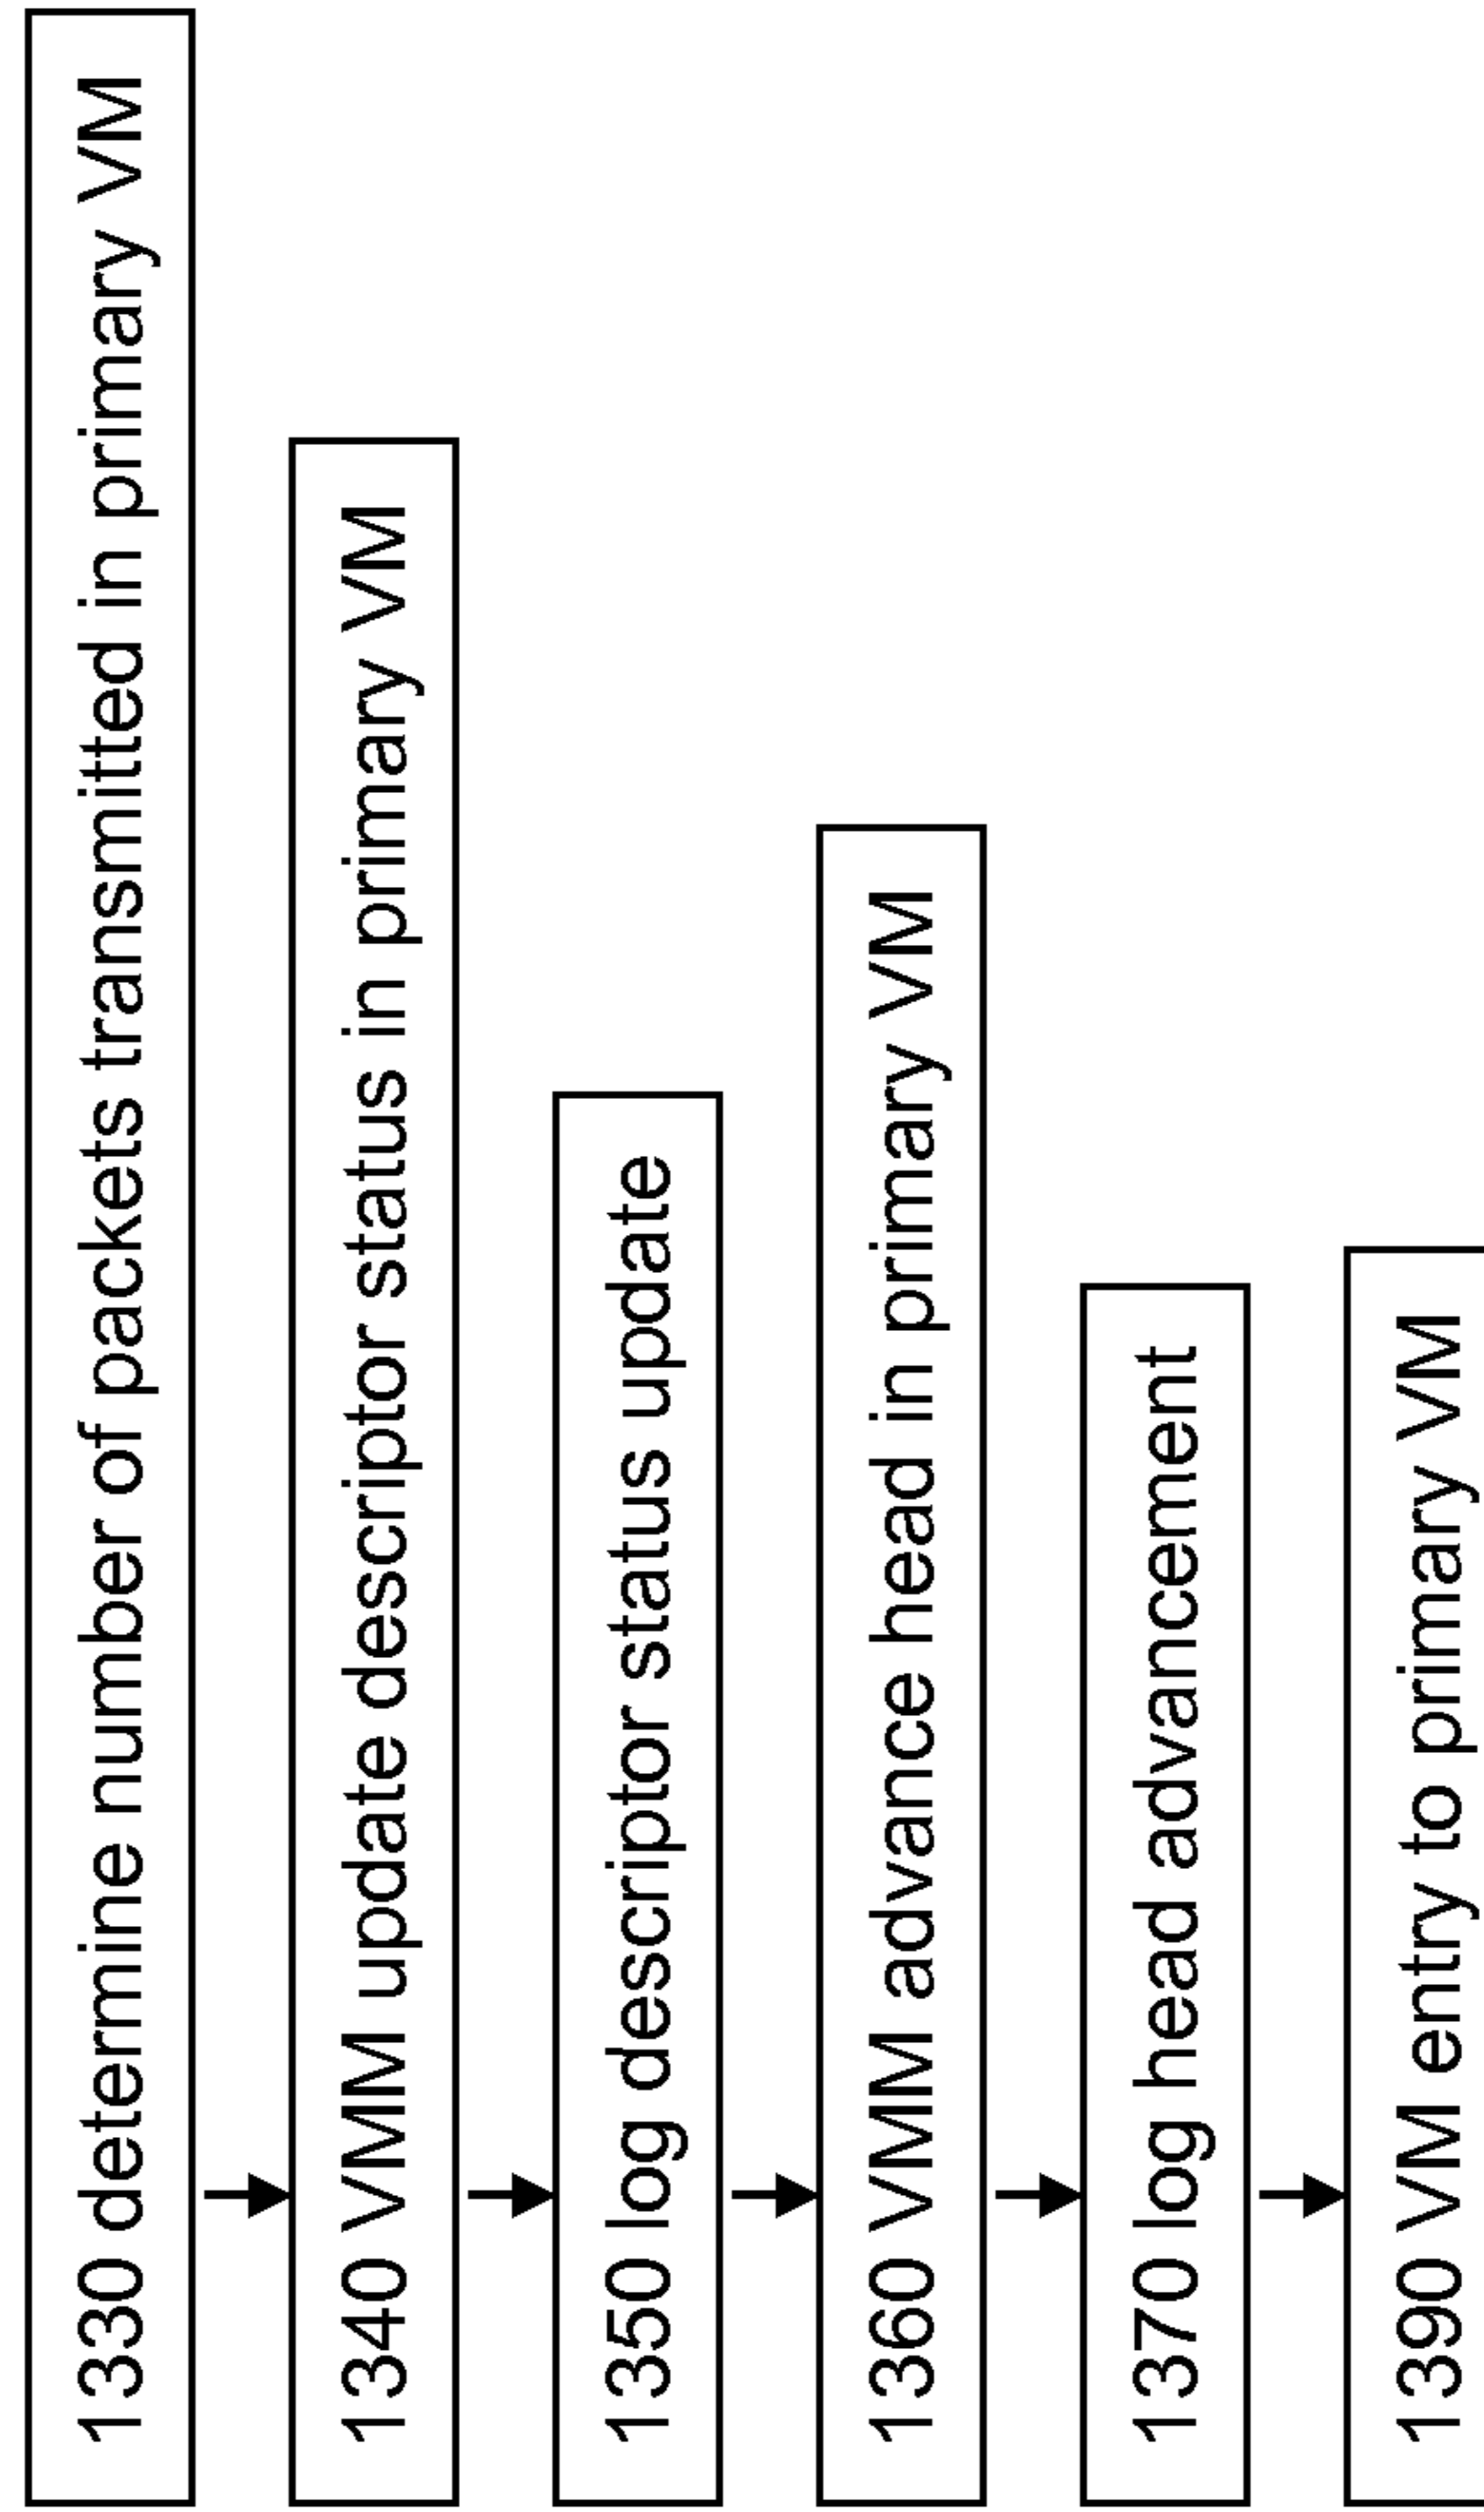 1330 determine number of packets transmitted in primary VM
1340 VMM update descriptor status in primary VM
1350 log descriptor status update
1360 VMM advance head in primary VM
1370 log head advancement
1390 VM entry to primary VM